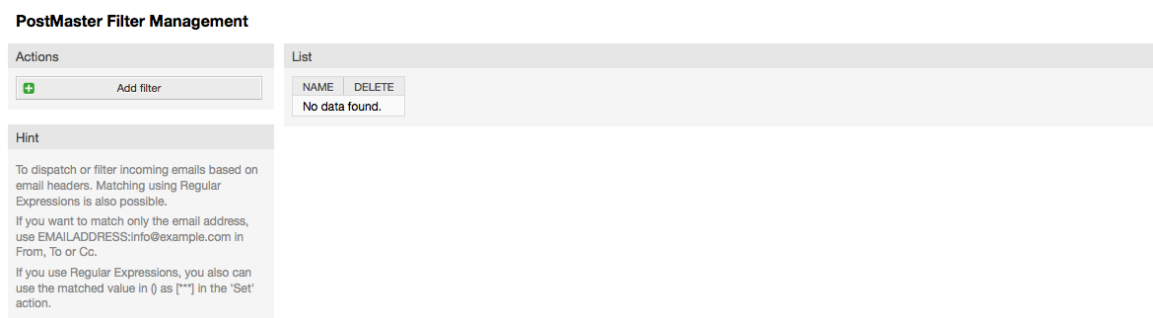 PostMaster Filter Management
Actions
Add filter
Hint
To dispatch or filter incoming emails based on
email headers. Matching using Regular
Expressions is also possible.
If you want to match only the email address,
use EMAILADDRESS:info@example.com in
From, To or Cc.
If you use Regular Expressions, you also can
use the matched value in () as [***] in the 'Set'
action.
List
NAME DELETE
No data found.